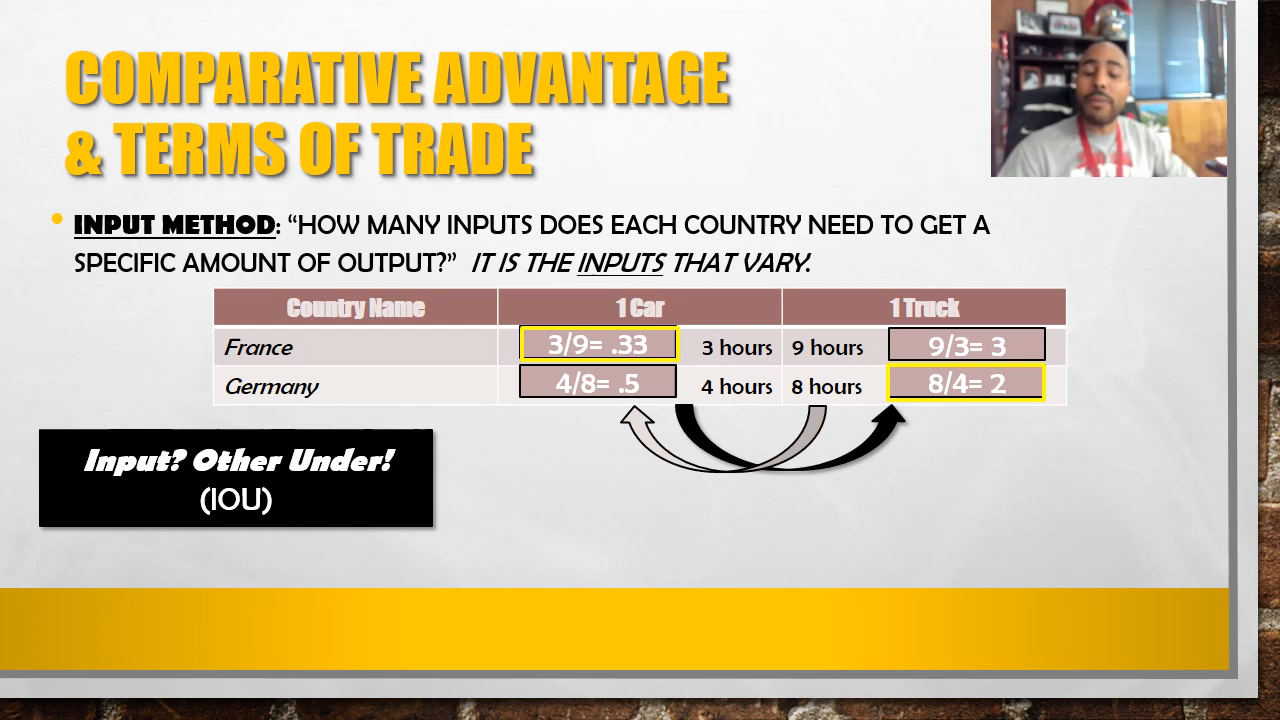 COMPARATIVE ADVANTAGE
& TERMS OF TRADE
• INPUT METHOD: “HOW MANY INPUTS DOES EACH COUNTRY NEED TO GET A
SPECIFIC AMOUNT OF OUTPUT?” IT IS THE INPUTS THAT VARY.
Country Name 1 Car 1 Truck
France 3/9= .33 3 hours 9 hours 9/3= 3
Germany 4/8= .5 4 hours 8 hours 8/4= 2
Input? Other Under!
(IOU)